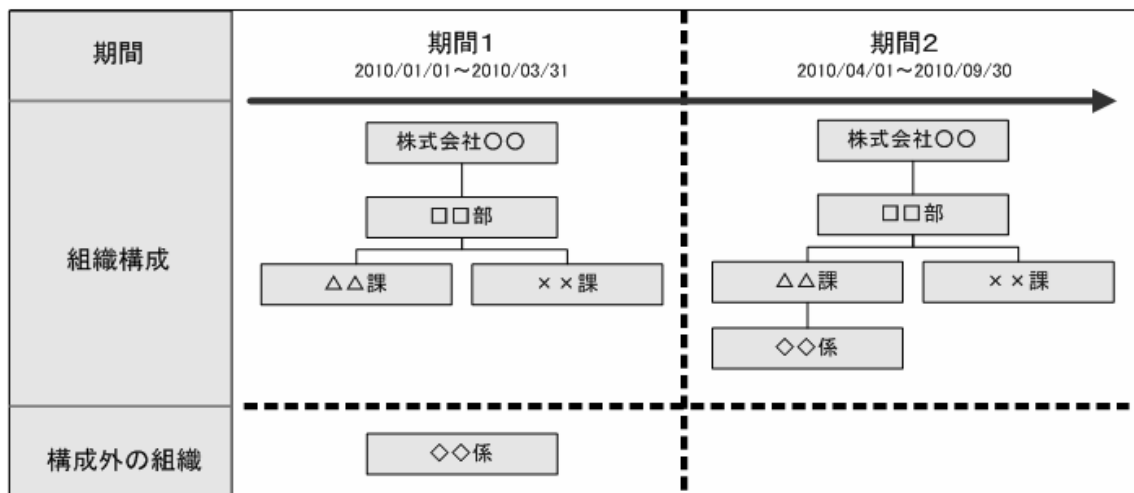 期間
期間1
2010/01/01～2010/03/31
期間2
2010/04/01～2010/09/30
組織構成
株式会社〇〇
□□部
△△課
××課
株式会社〇〇
□□部
△△課
××課
◇◇係
構成外の組織
◇◇係